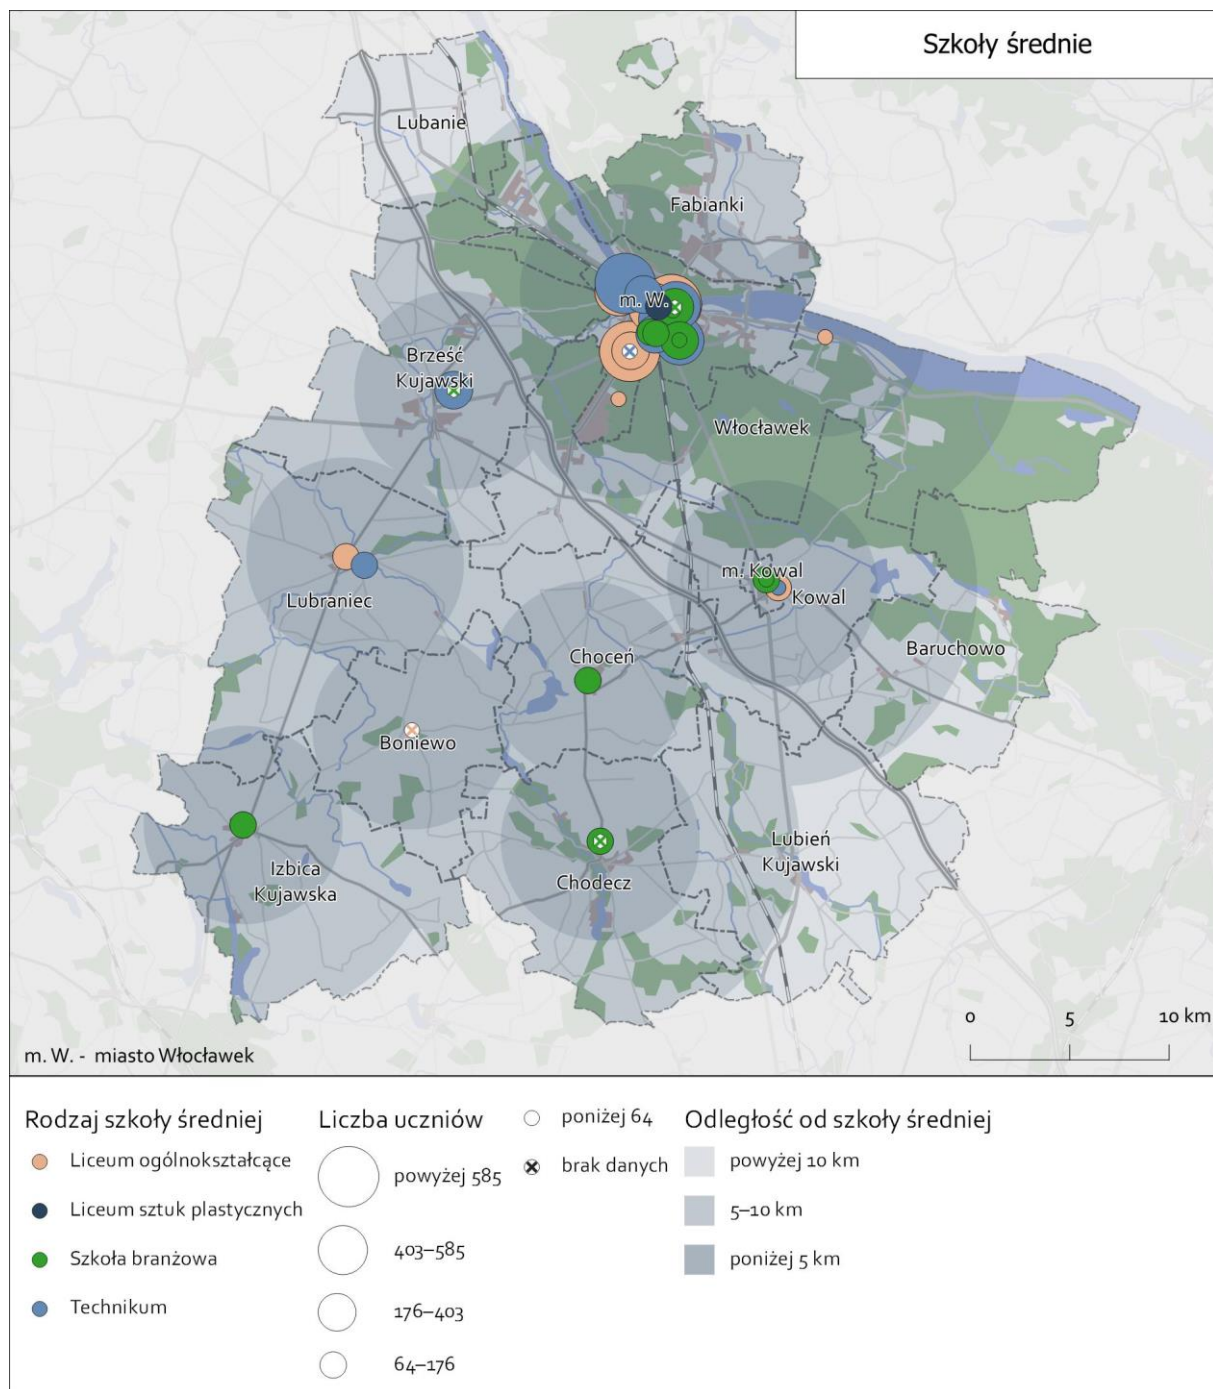 Szkoły średnie
Lubanie
Fabianki
m. W.
Brześć
Kujawski
Włocławek
m. Kowal
Kowal
Lubraniec
Choceń
Baruchowo
Boniewo
Lubień
Kujawski
Izbica
Kujawska
Chodecz
0 5 10 km
m. W. - miasto Włocławek
Rodzaj szkoły średniej
Liceum ogólnokształcące
Liceum sztuk plastycznych
Szkoła branżowa
Technikum
Liczba uczniów
powyżej 585
403–585
176–403
64–176
poniżej 64
brak danych
Odległość od szkoły średniej
powyżej 10 km
5–10 km
poniżej 5 km